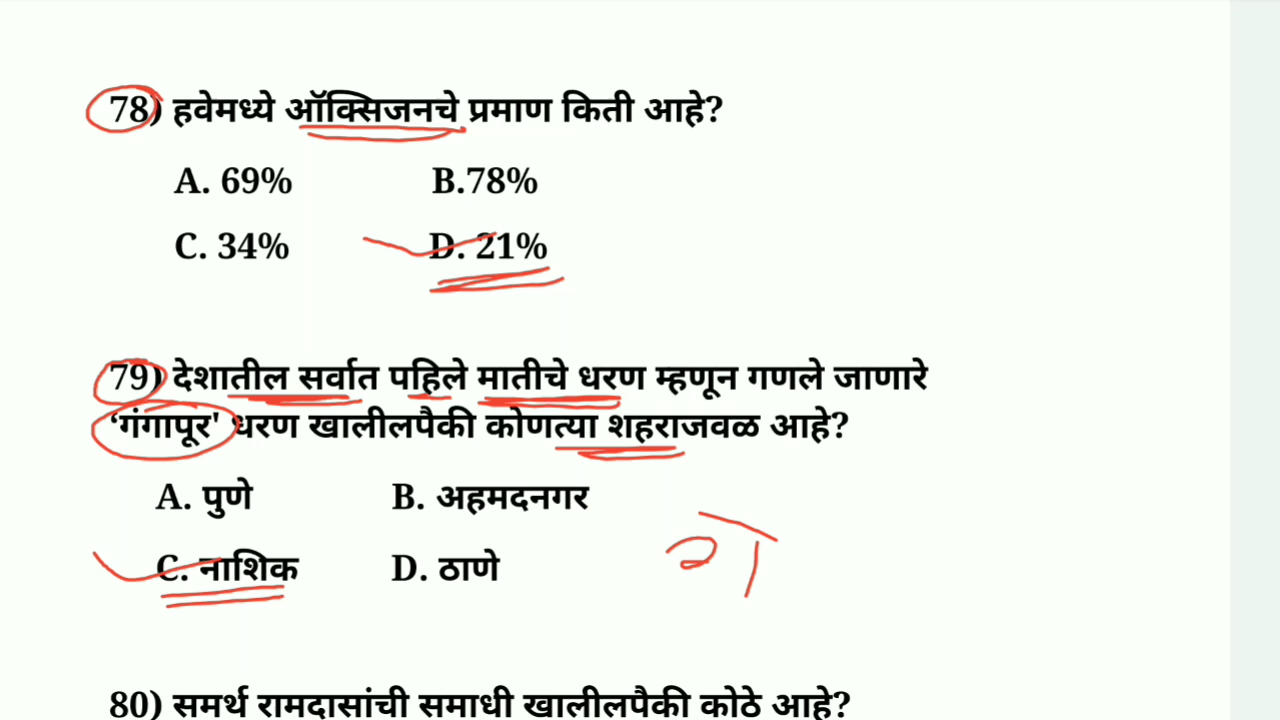 78) हवेमध्ये ऑक्सिजनचे प्रमाण किती आहे?
A. 69% B.78%
C. 34% D. 21%
79) देशातील सर्वात पहिले मातीचे धरण म्हणून गणले जाणारे
‘गंगापूर' धरण खालीलपैकी कोणत्या शहराजवळ आहे?
A. पुणे B. अहमदनगर
C. नाशिक D. ठाणे
80) समर्थ रामदासांची समाधी खालीलपैकी कोठे आहे?